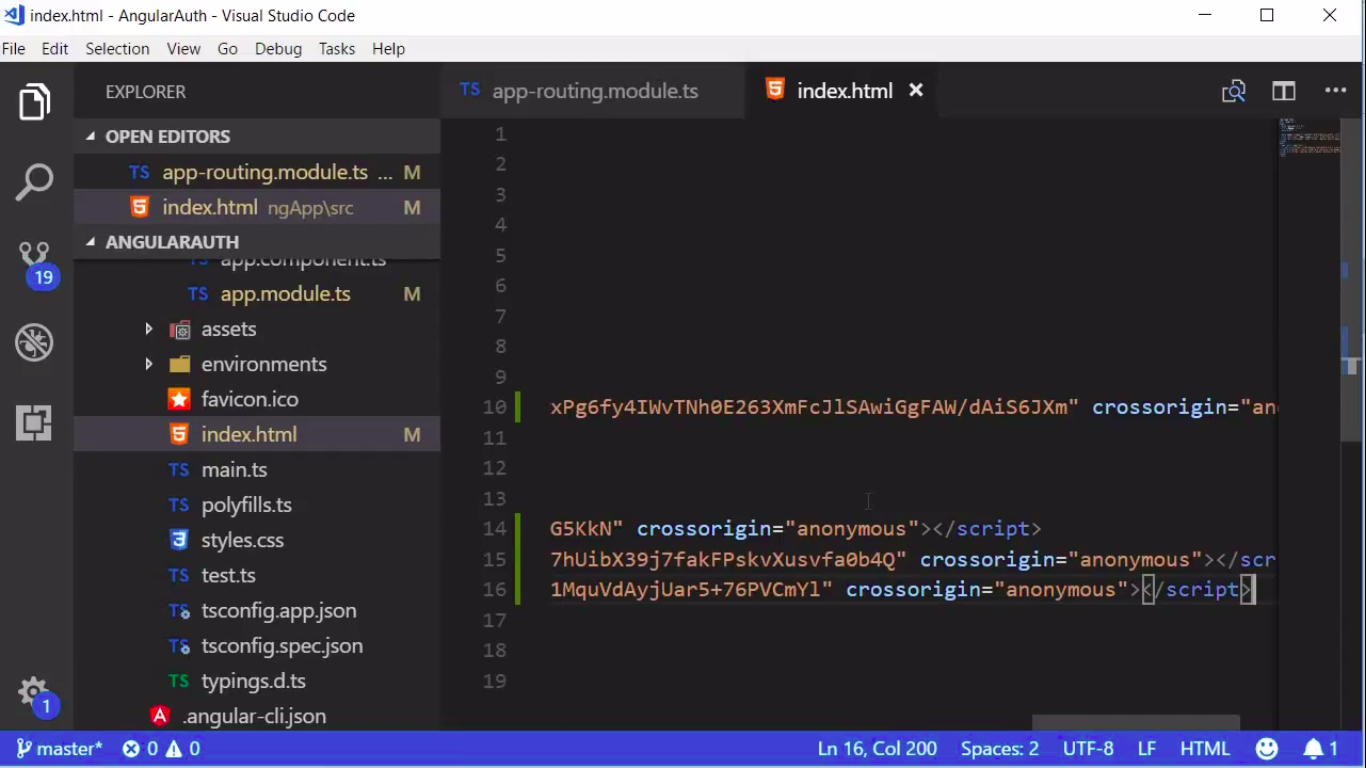 index.html - AngularAuth - Visual Studio Code
File Edit Selection View Go Debug Tasks Help
EXPLORER
TS app-routing.module.ts
index.html ×
OPEN EDITORS
TS app-routing.module.ts ... M
index.html ngApp\src M
ANGULARAUTH
TS app.component.ts
TS app.module.ts M
assets
environments
favicon.ico
index.html M
TS main.ts
TS polyfills.ts
styles.css
TS test.ts
tsconfig.app.json
tsconfig.spec.json
TS typings.d.ts
.angular-cli.json
19
1
1
2
3
4
5
6
7
8
9
10 xPg6fy4IWvTNh0E263XmFcJlSAwiGgFAW/dAiS6JXm" crossorigin="an
11
12
13
14 G5KkN" crossorigin="anonymous"></script>
15 7hUibX39j7fakFPskvXusvfa0b4Q" crossorigin="anonymous"></scr
16 1MquVdAyjUar5+76PVCmYl" crossorigin="anonymous"></script>
17
18
19
master* 0 0 Ln 16, Col 200 Spaces: 2 UTF-8 LF HTML 1